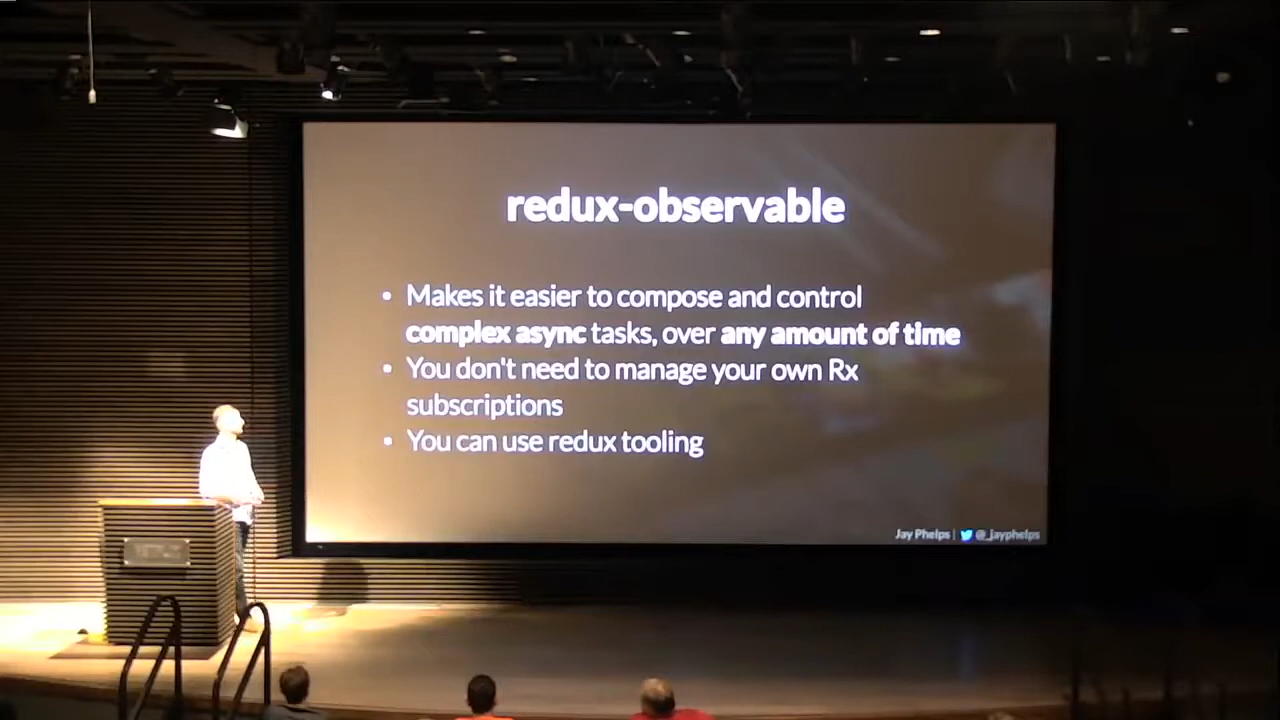 redux-observable
• Makes it easier to compose and control
complex async tasks, over any amount of time
• You don't need to manage your own Rx
subscriptions
• You can use redux tooling
Jay Phelps | @_jayphelps